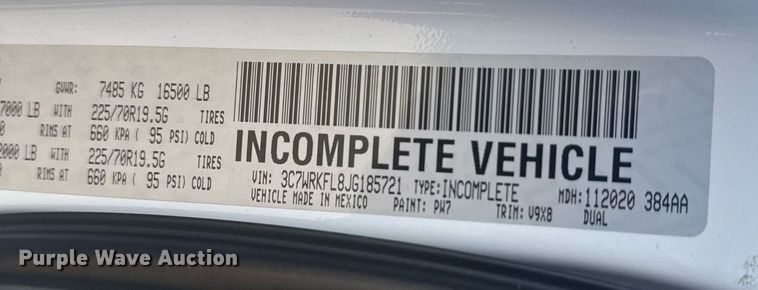 GVWR: 7485 KG 16500 LB
7000 LB WITH 225/70R19.5G TIRES
RIMS AT 660 KPA ( 95 PSI) COLD
2000 LB WITH 225/70R19.5G TIRES
RIMS AT 660 KPA ( 95 PSI) COLD
INCOMPLETE VEHICLE
VIN: 3C7WRKFL8JG185721 TYPE: INCOMPLETE MDH: 112020 384AA
VEHICLE MADE IN MEXICO PAINT: PW7 TRIM: V9X8 DUAL
Purple Wave Auction